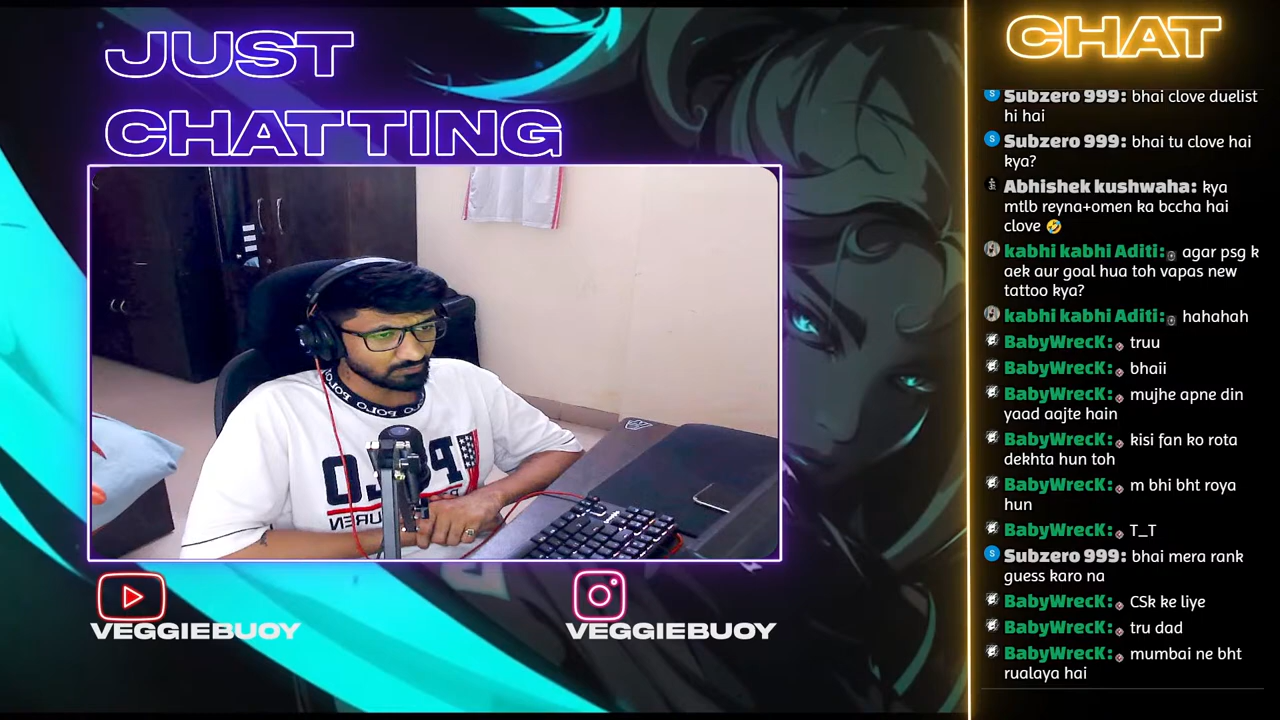 JUST
CHATTING
VEGGIEBUOY
VEGGIEBUOY
CHAT
Subzero 999: bhai clove duelist
hi hai
Subzero 999: bhai tu clove hai
kya?
Abhishek kushwaha: kya
mtlb reyna+omen ka bccha hai
clove 🤣
kabhi kabhi Aditi: agar psg k
aek aur goal hua toh vapas new
tattoo kya?
kabhi kabhi Aditi: hahahah
BabyWrecK: truu
BabyWrecK: bhaii
BabyWrecK: mujhe apne din
yaad aajte hain
BabyWrecK: kisi fan ko rota
dekhta hun toh
BabyWrecK: m bhi bht roya
hun
BabyWrecK: T_T
Subzero 999: bhai mera rank
guess karo na
BabyWrecK: CSk ke liye
BabyWrecK: tru dad
BabyWrecK: mumbai ne bht
rualaya hai